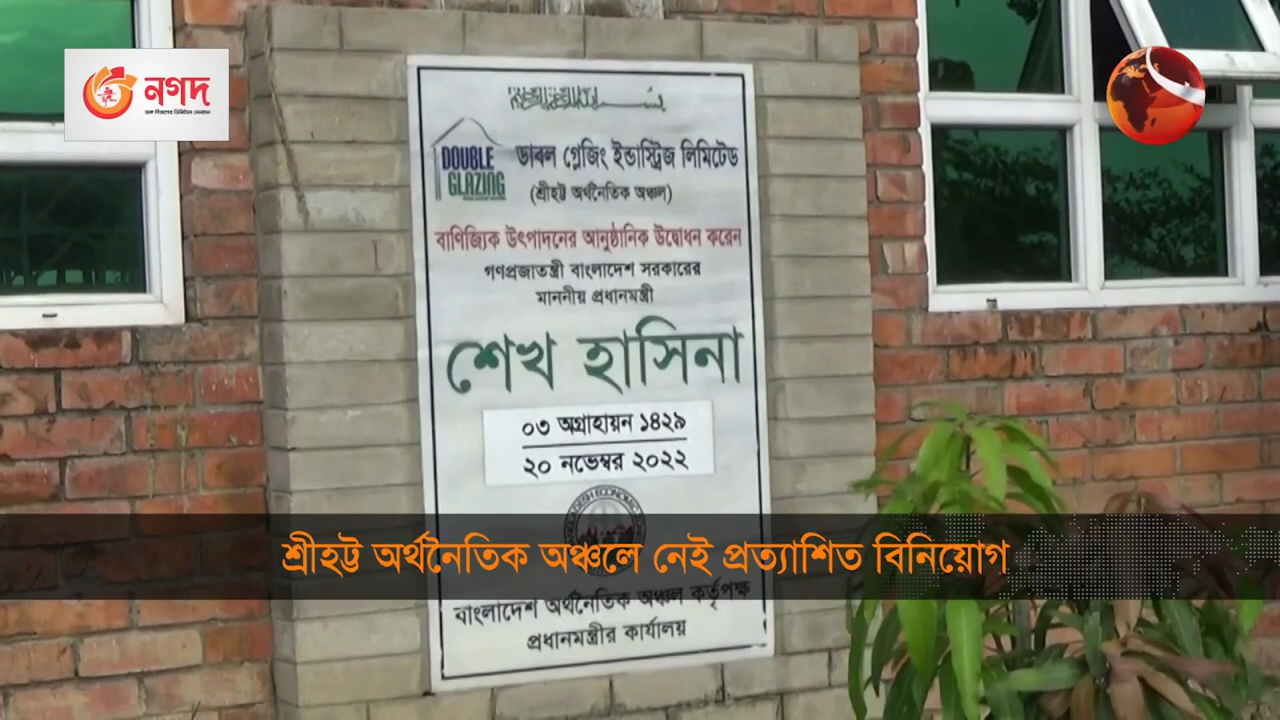 নগদ
ডাক বিভাগের ডিজিটাল লেনদেন
DOUBLE
GLAZING
ডাবল গ্লেজিং ইন্ডাস্ট্রিজ লিমিটেড
(শ্রীহট্ট অর্থনৈতিক অঞ্চল)
বাণিজ্যিক উৎপাদনের আনুষ্ঠানিক উদ্বোধন করেন
গণপ্রজাতন্ত্রী বাংলাদেশ সরকারের
মাননীয় প্রধানমন্ত্রী
শেখ হাসিনা
০৩ অগ্রাহায়ন ১৪২৯
২০ নভেম্বর ২০২২
শ্রীহট্ট অর্থনৈতিক অঞ্চলে নেই প্রত্যাশিত বিনিয়োগ
বাংলাদেশ অর্থনৈতিক অঞ্চল কর্তৃপক্ষ
প্রধানমন্ত্রীর কার্যালয়